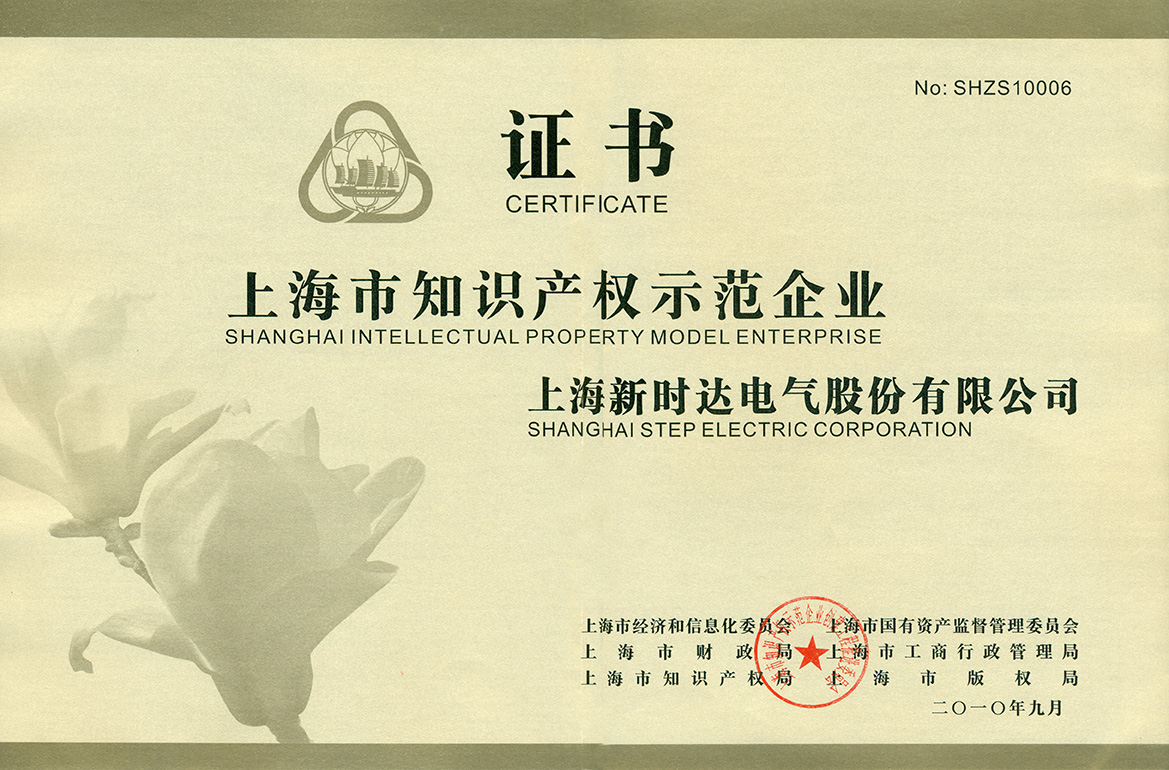 No: SHZS10006
证书
CERTIFICATE
上海市知识产权示范企业
SHANGHAI INTELLECTUAL PROPERTY MODEL ENTERPRISE
上海新时达电气股份有限公司
SHANGHAI STEP ELECTRIC CORPORATION
上海市经济和信息化委员会 上海市国有资产监督管理委员会
上海市财政局 上海市工商行政管理局
上海市知识产权局 上海市版权局
二〇一〇年九月